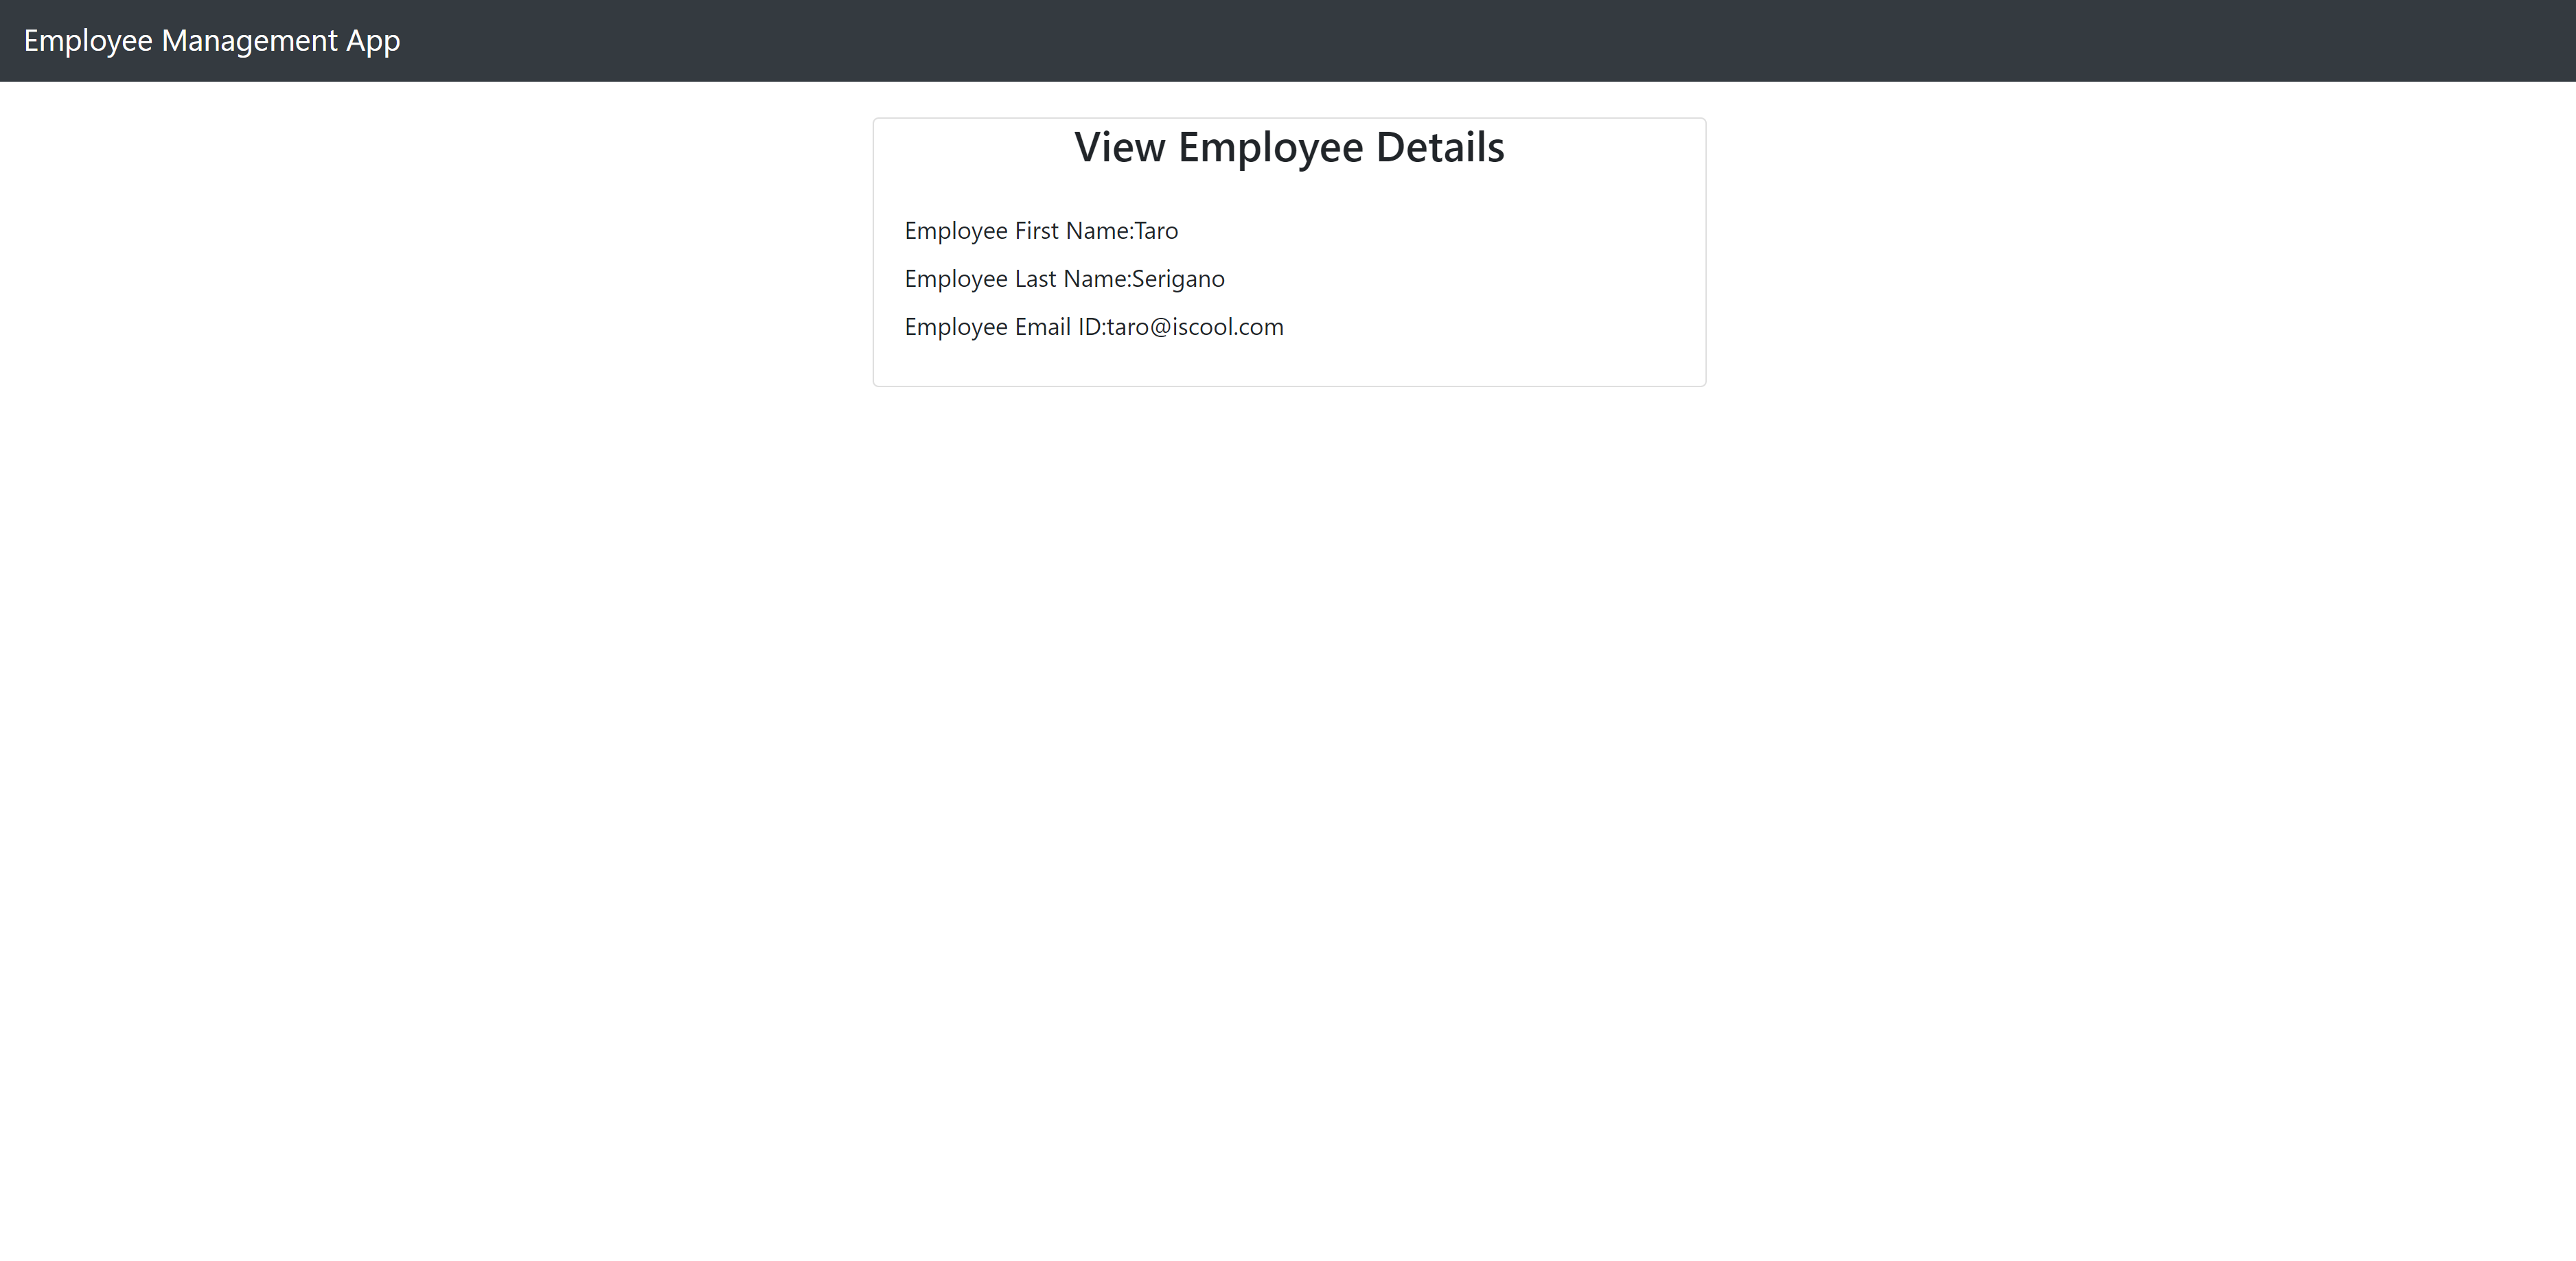 Employee Management App
View Employee Details
Employee First Name:Taro
Employee Last Name:Serigano
Employee Email ID:taro@iscool.com